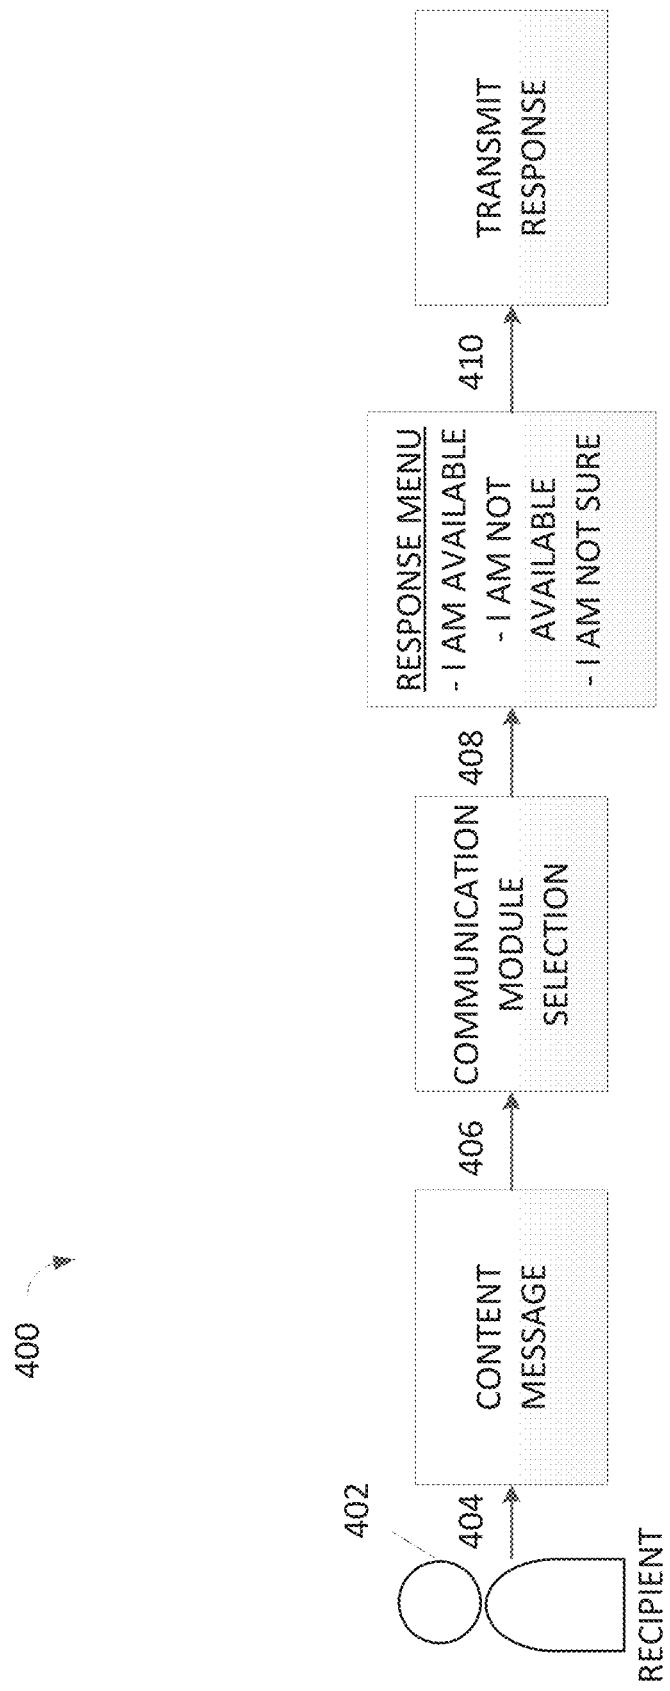 400
402
RECIPIENT
404
CONTENT
MESSAGE
406
COMMUNICATION
MODULE
SELECTION
408
RESPONSE MENU
- I AM AVAILABLE
- I AM NOT
AVAILABLE
- I AM NOT SURE
410
TRANSMIT
RESPONSE